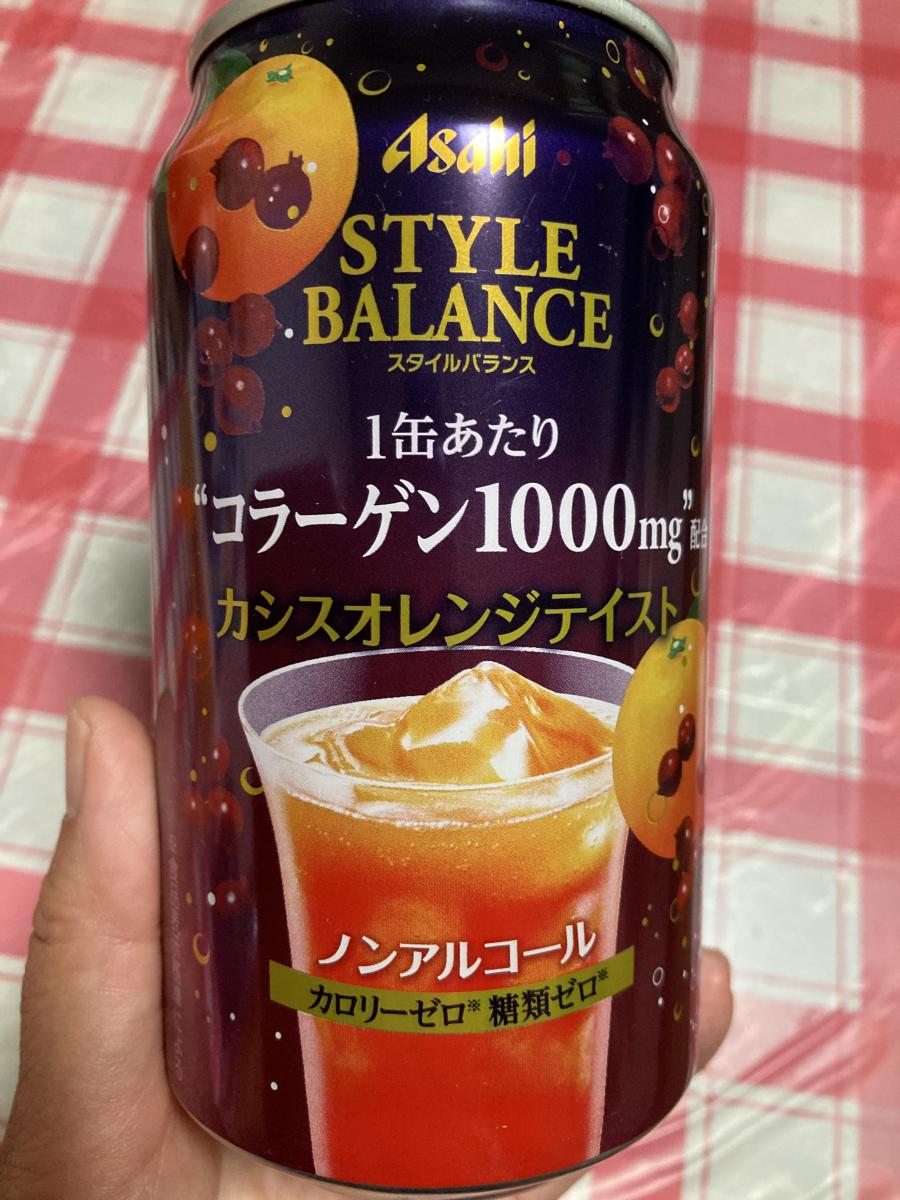 Asahi
STYLE
BALANCE
スタイルバランス
1缶あたり
“コラーゲン1000mg”配合
カシスオレンジテイスト
ノンアルコール
カロリーゼロ※ 糖類ゼロ※